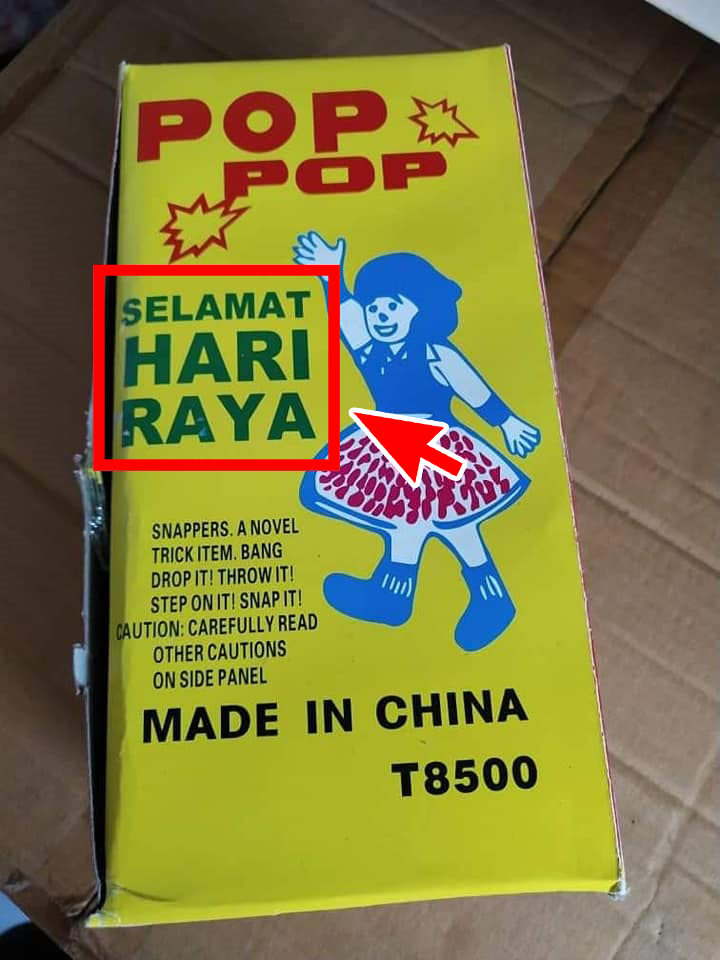 POP
POP
SELAMAT
HARI
RAYA
SNAPPERS. A NOVEL
TRICK ITEM. BANG
DROP IT! THROW IT!
STEP ON IT! SNAP IT!
CAUTION: CAREFULLY READ
OTHER CAUTIONS
ON SIDE PANEL
MADE IN CHINA
T8500